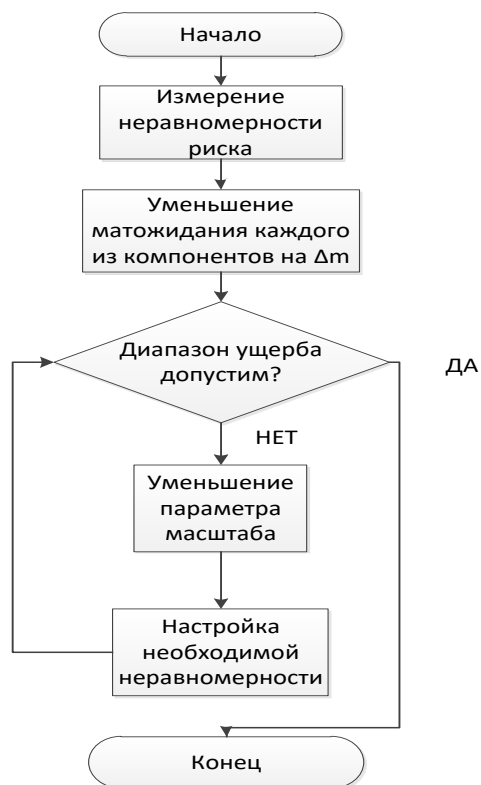 Начало
Измерение
неравномерности
риска
Уменьшение
матожидания каждого
из компонентов на Δm
Диапазон ущерба
допустим?
ДА
НЕТ
Уменьшение
параметра
масштаба
Настройка
необходимой
неравномерности
Конец